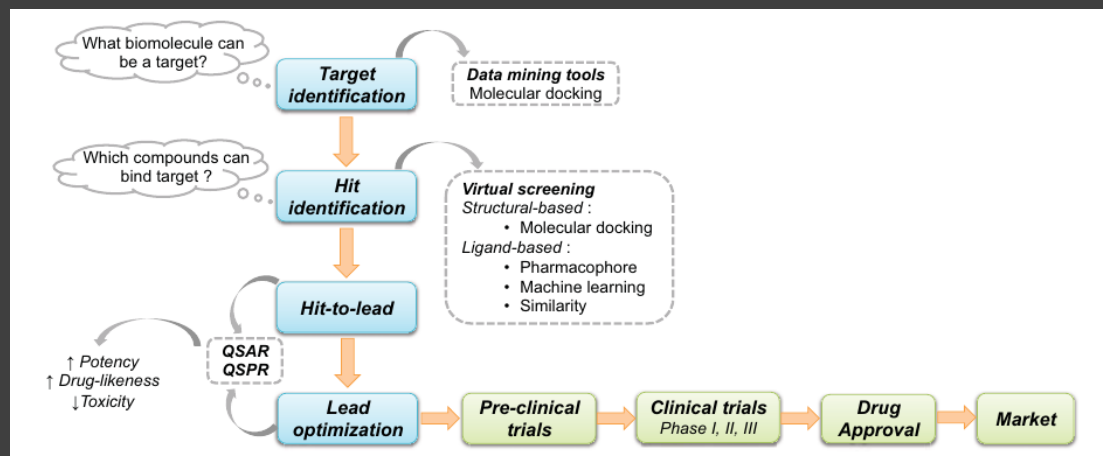 What biomolecule can
be a target?
Target
identification
Data mining tools
Molecular docking
Which compounds can
bind target ?
Hit
identification
Virtual screening
Structural-based :
• Molecular docking
Ligand-based :
• Pharmacophore
• Machine learning
• Similarity
Hit-to-lead
QSAR
QSPR
↑ Potency
↑ Drug-likeness
↓Toxicity
Lead
optimization
Pre-clinical
trials
Clinical trials
Phase I, II, III
Drug
Approval
Market